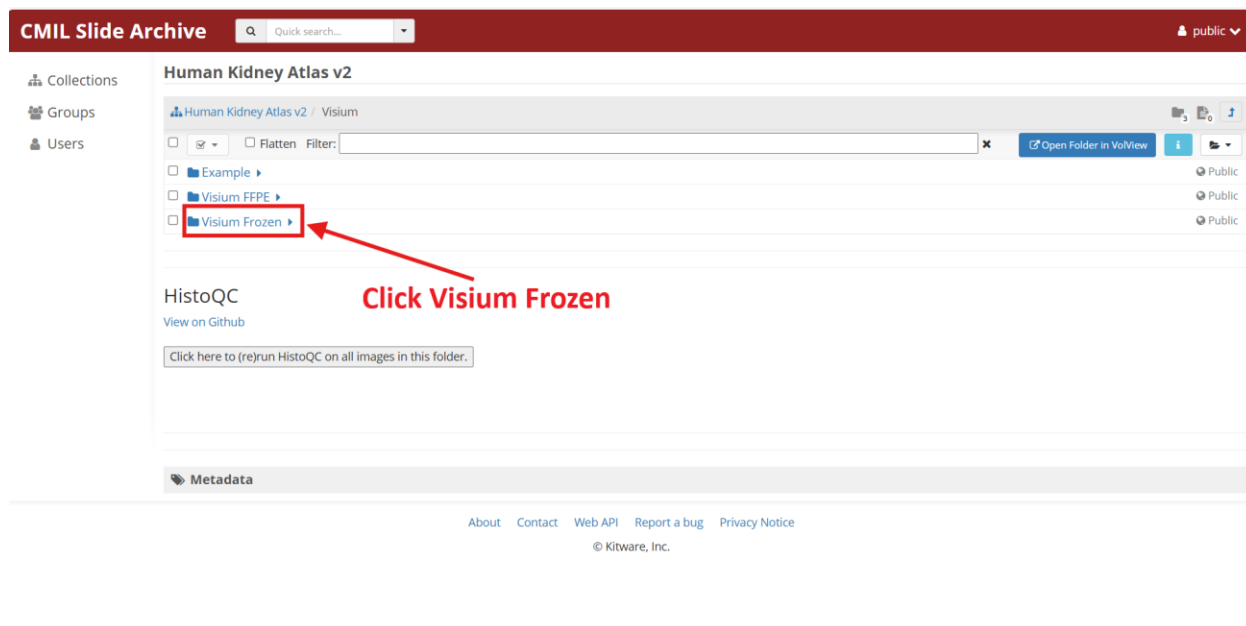 CMIL Slide Archive
Quick search...
public
Collections
Groups
Users
Human Kidney Atlas v2
Human Kidney Atlas v2 / Visium
3
0
Flatten Filter:
Open Folder in VolView
i
Example
Public
Visium FFPE
Public
Visium Frozen
Public
Click Visium Frozen
HistoQC
View on Github
Click here to (re)run HistoQC on all images in this folder.
Metadata
About Contact Web API Report a bug Privacy Notice
© Kitware, Inc.